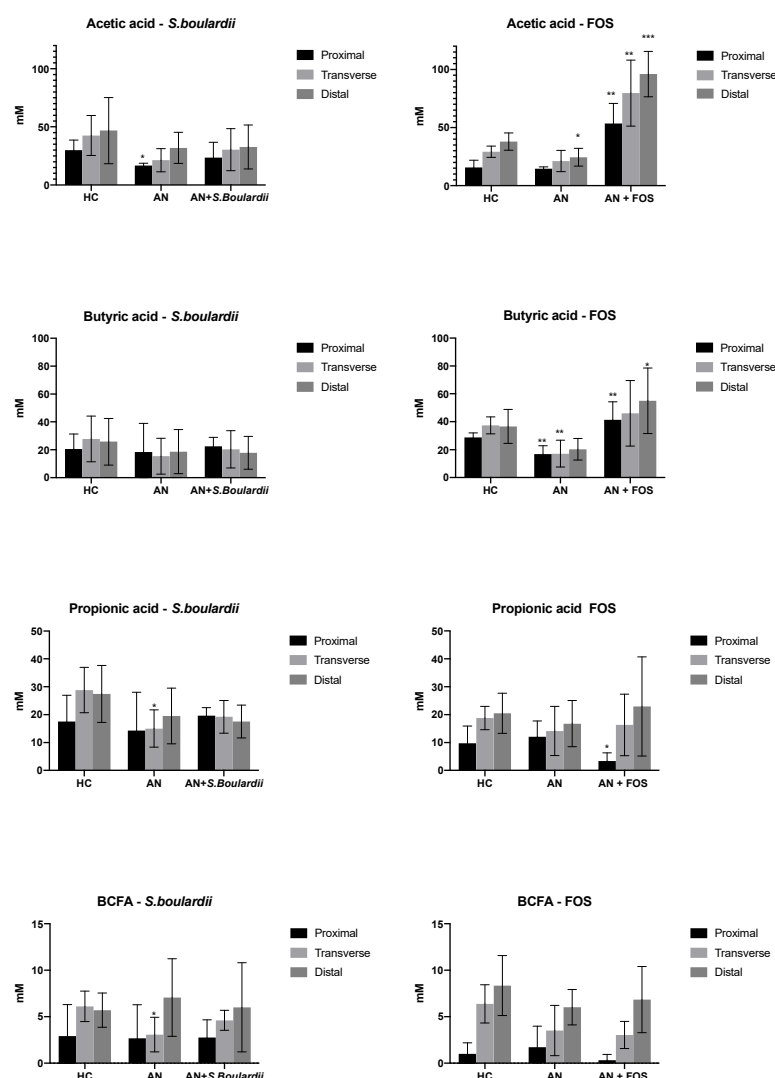 Acetic acid - S.boulardii
100
50
0
mM
*
HC
AN
AN+S.Boulardii
Proximal
Transverse
Distal
Acetic acid - FOS
100
50
0
mM
*
**
**
***
HC
AN
AN + FOS
Proximal
Transverse
Distal
Butyric acid - S.boulardii
100
80
60
40
20
0
mM
HC
AN
AN+S.Boulardii
Proximal
Transverse
Distal
Butyric acid - FOS
100
80
60
40
20
0
mM
**
**
**
*
HC
AN
AN + FOS
Proximal
Transverse
Distal
Propionic acid - S.boulardii
50
40
30
20
10
0
mM
*
HC
AN
AN+S.Boulardii
Proximal
Transverse
Distal
Propionic acid FOS
50
40
30
20
10
0
mM
*
HC
AN
AN + FOS
Proximal
Transverse
Distal
BCFA - S.boulardii
15
10
5
0
mM
*
HC
AN
AN+S.Boulardii
Proximal
Transverse
Distal
BCFA - FOS
15
10
5
0
mM
HC
AN
AN + FOS
Proximal
Transverse
Distal